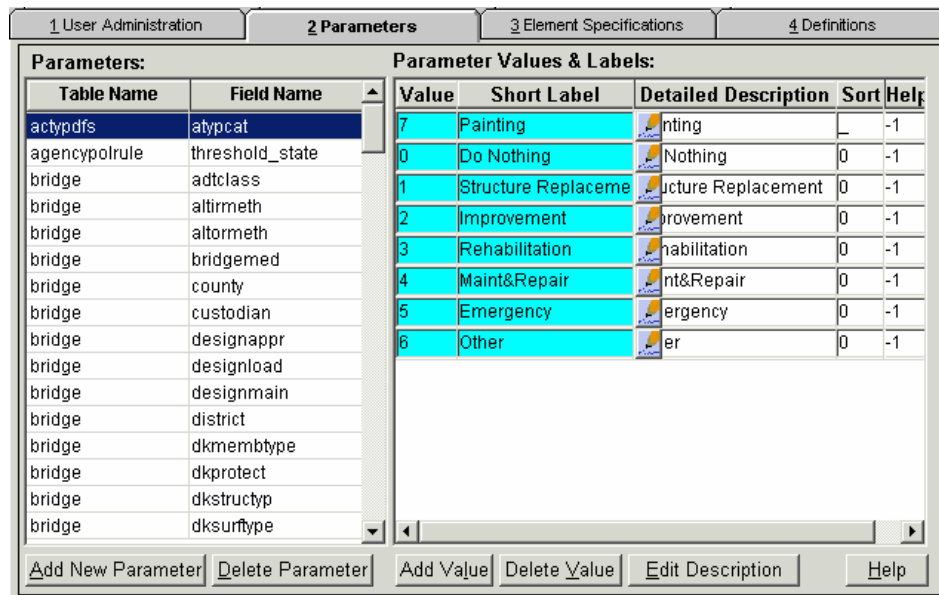 1 User Administration 2 Parameters 3 Element Specifications 4 Definitions
Parameters:
Table Name Field Name
actypdfs atypcat
agencypolrule threshold_state
bridge adtclass
bridge altirmeth
bridge altormeth
bridge bridgemed
bridge county
bridge custodian
bridge designappr
bridge designload
bridge designmain
bridge district
bridge dkmembtype
bridge dkprotect
bridge dkstructyp
bridge dksurftype
Add New Parameter Delete Parameter
Parameter Values & Labels:
Value Short Label Detailed Description Sort Help
7 Painting nting _ -1
0 Do Nothing Nothing 0 -1
1 Structure Replaceme ucture Replacement 0 -1
2 Improvement provement 0 -1
3 Rehabilitation habilitation 0 -1
4 Maint&Repair nt&Repair 0 -1
5 Emergency ergency 0 -1
6 Other er 0 -1
Add Value Delete Value Edit Description Help